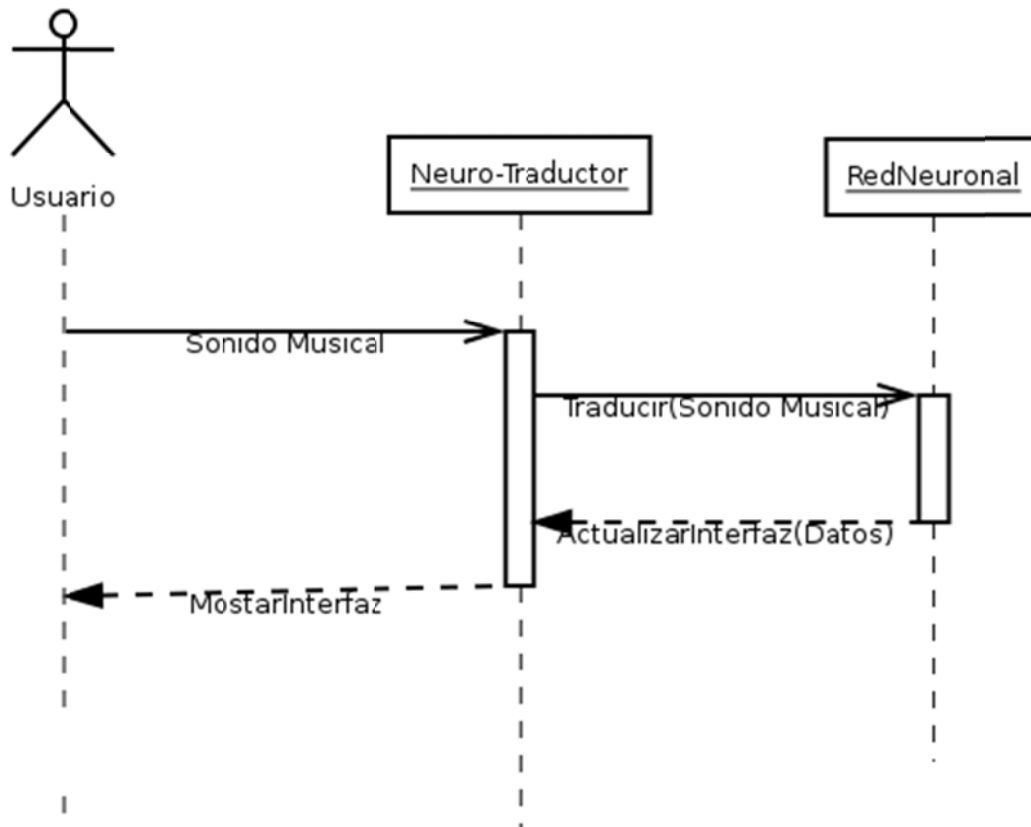 Usuario
Neuro-Traductor
RedNeuronal
Sonido Musical
Traducir(Sonido Musical)
ActualizarInterfaz(Datos)
MostarInterfaz